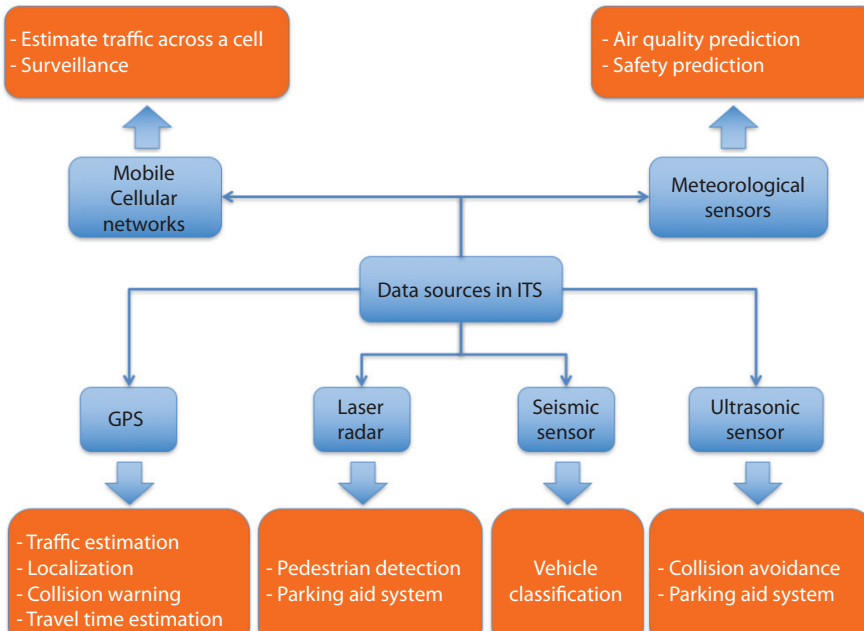 - Estimate traffic across a cell
- Surveillance
- Air quality prediction
- Safety prediction
Mobile
Cellular
networks
Meteorological
sensors
Data sources in ITS
GPS
Laser
radar
Seismic
sensor
Ultrasonic
sensor
- Traffic estimation
- Localization
- Collision warning
- Travel time estimation
- Pedestrian detection
- Parking aid system
Vehicle
classification
- Collision avoidance
- Parking aid system